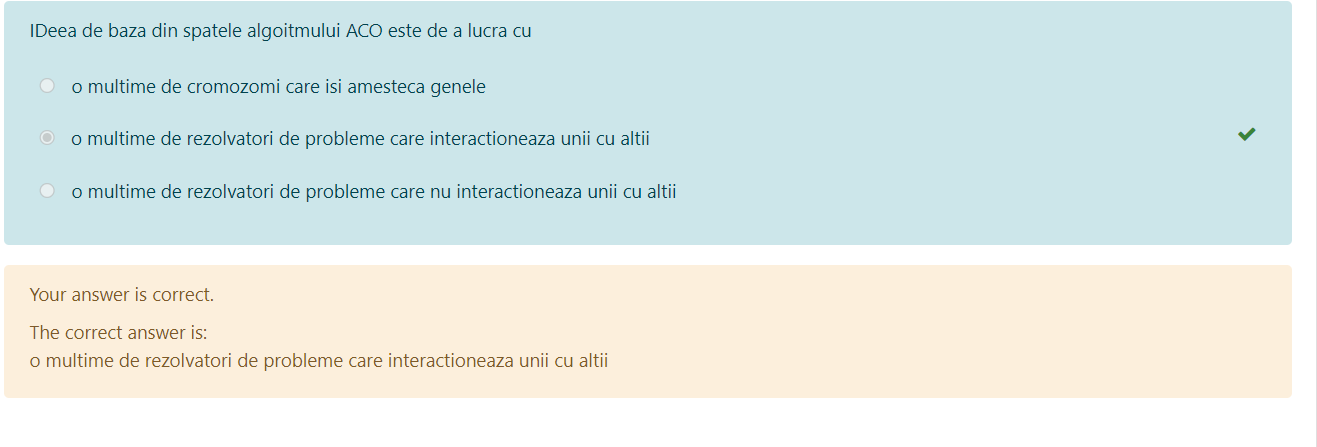 IDeea de baza din spatele algoitmului ACO este de a lucra cu
o multime de cromozomi care isi amesteca genele
o multime de rezolvatori de probleme care interactioneaza unii cu altii
o multime de rezolvatori de probleme care nu interactioneaza unii cu altii
Your answer is correct.
The correct answer is:
o multime de rezolvatori de probleme care interactioneaza unii cu altii